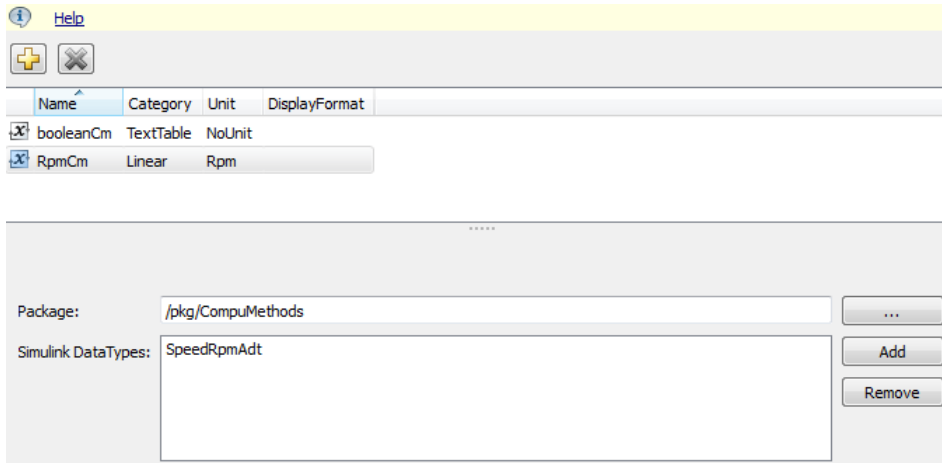 Help
Name Category Unit DisplayFormat
booleanCm TextTable NoUnit
RpmCm Linear Rpm
Package: /pkg/CompuMethods ...
Simulink DataTypes: SpeedRpmAdt Add
Remove